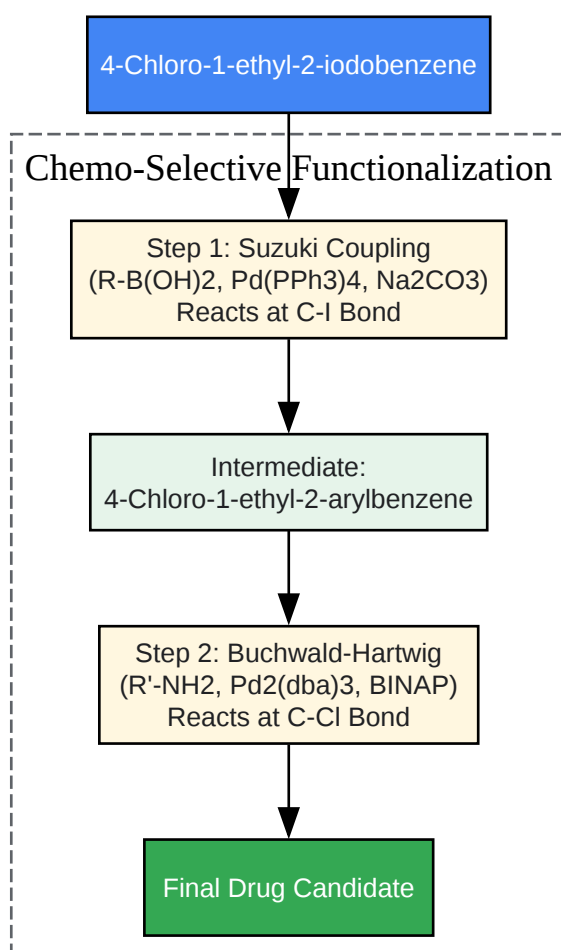 4-Chloro-1-ethyl-2-iodobenzene
Chemo-Selective Functionalization
Step 1: Suzuki Coupling
(R-B(OH)2, Pd(PPh3)4, Na2CO3)
Reacts at C-I Bond
Intermediate:
4-Chloro-1-ethyl-2-arylbenzene
Step 2: Buchwald-Hartwig
(R'-NH2, Pd2(dba)3, BINAP)
Reacts at C-Cl Bond
Final Drug Candidate